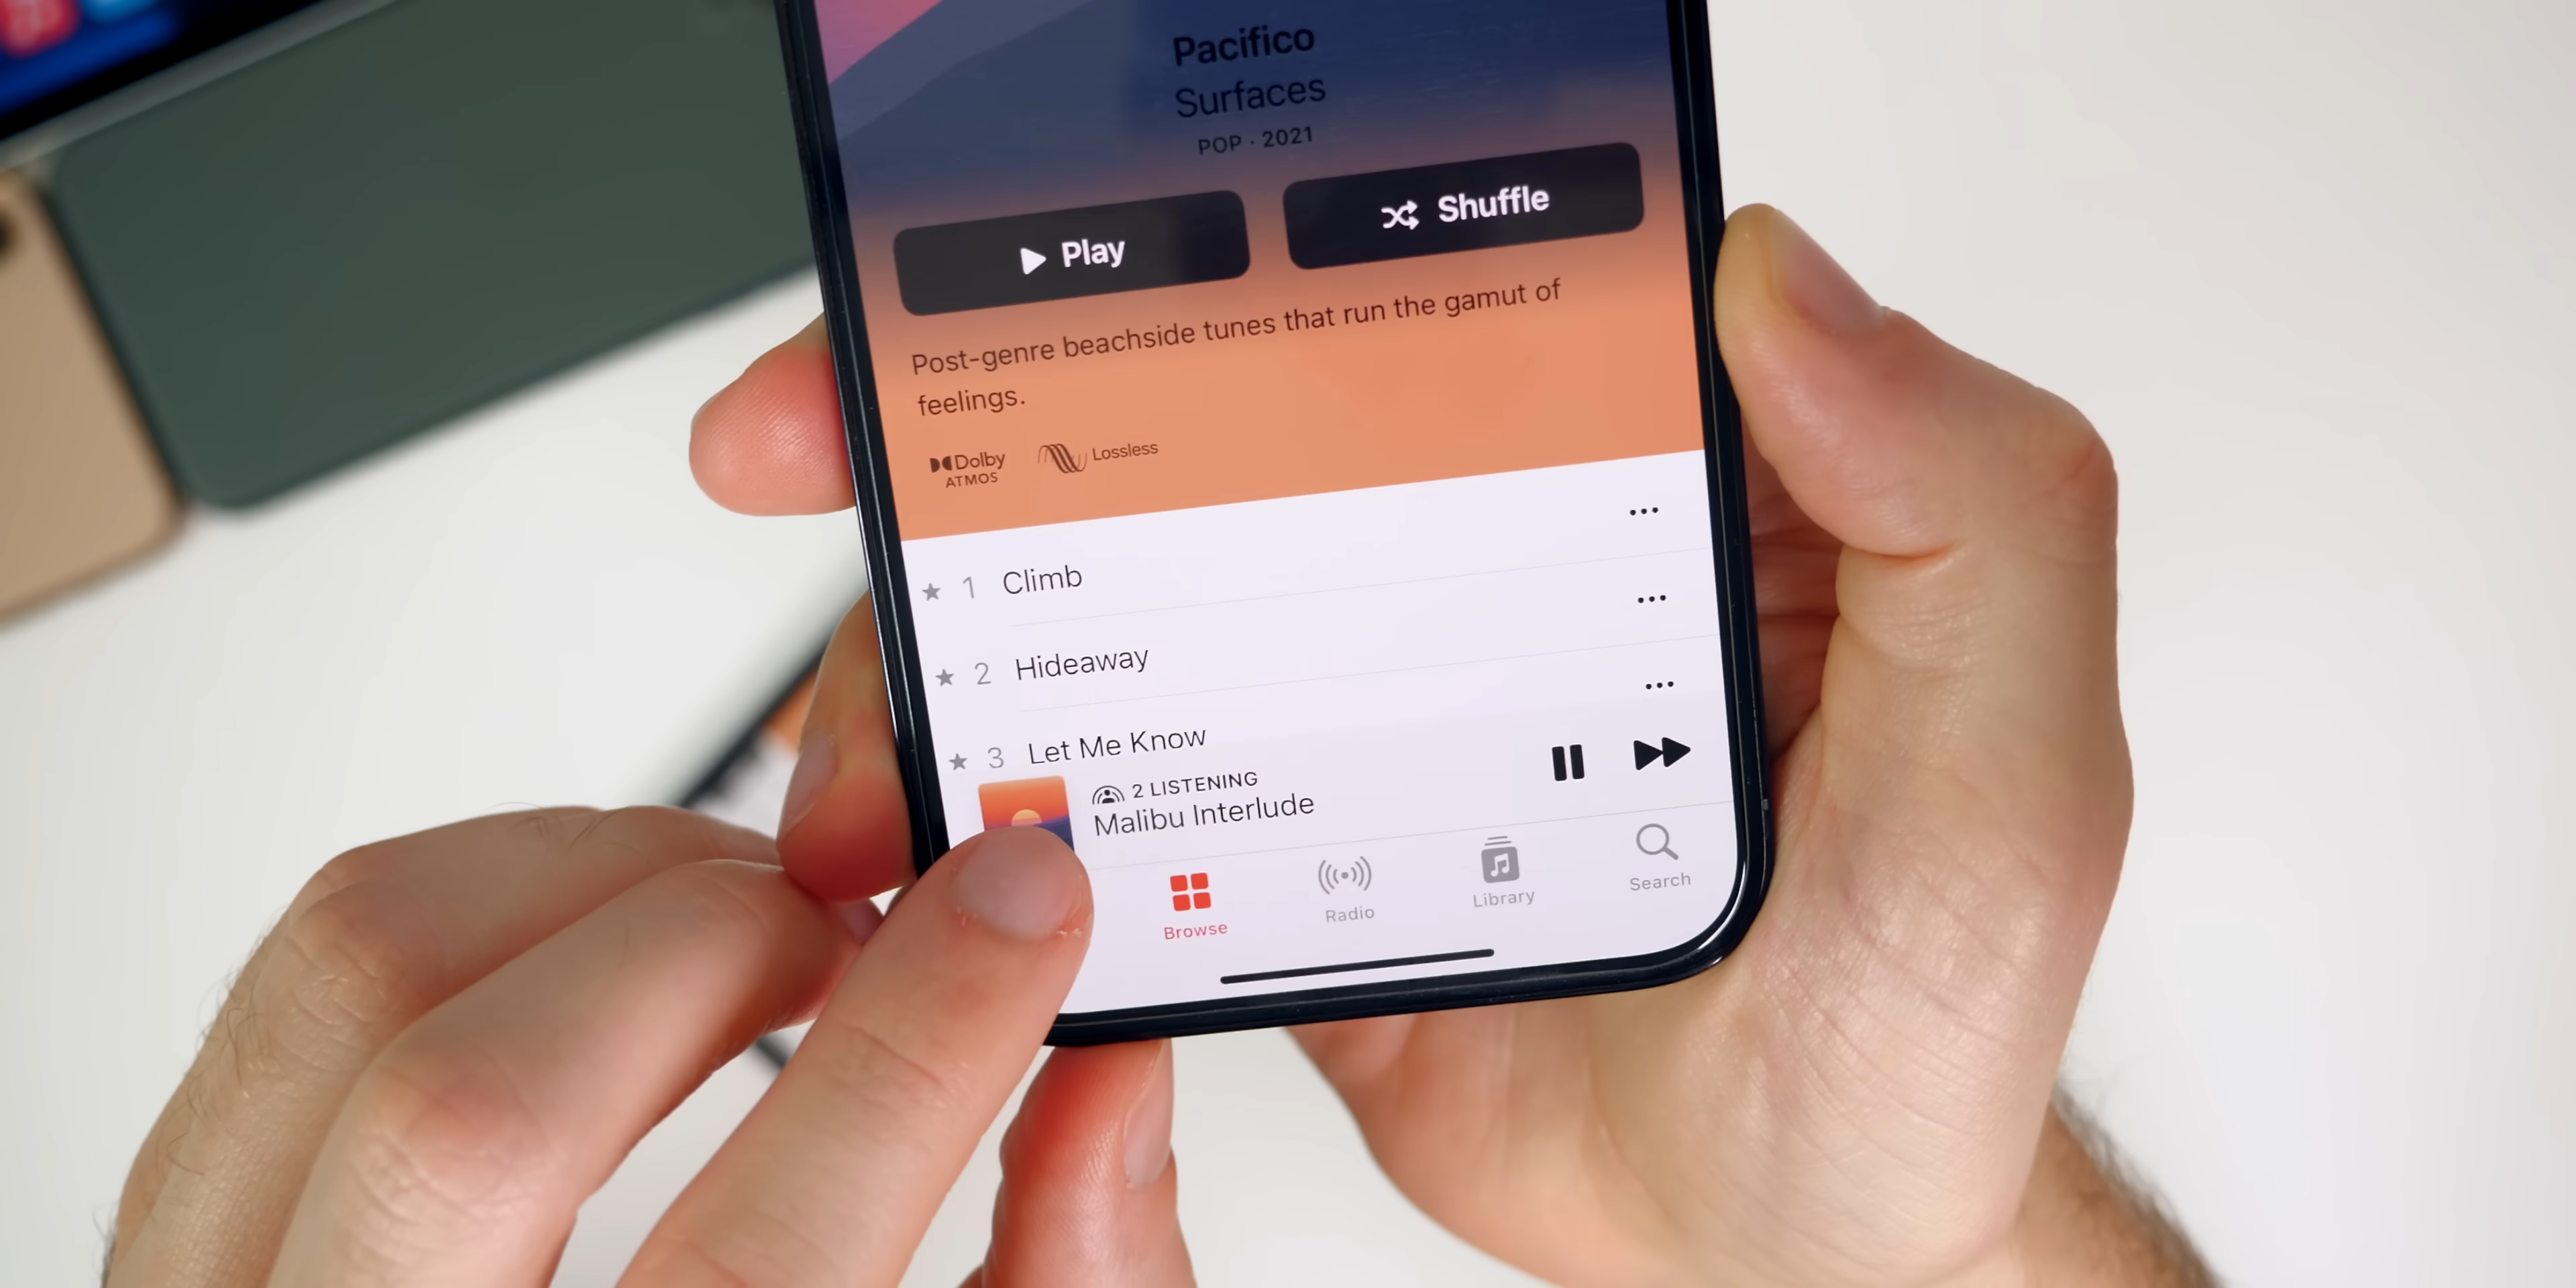 Pacifico
Surfaces
POP · 2021
Play
Shuffle
Post-genre beachside tunes that run the gamut of
feelings.
Dolby
ATMOS
Lossless
1 Climb
2 Hideaway
3 Let Me Know
2 LISTENING
Malibu Interlude
Browse
Radio
Library
Search